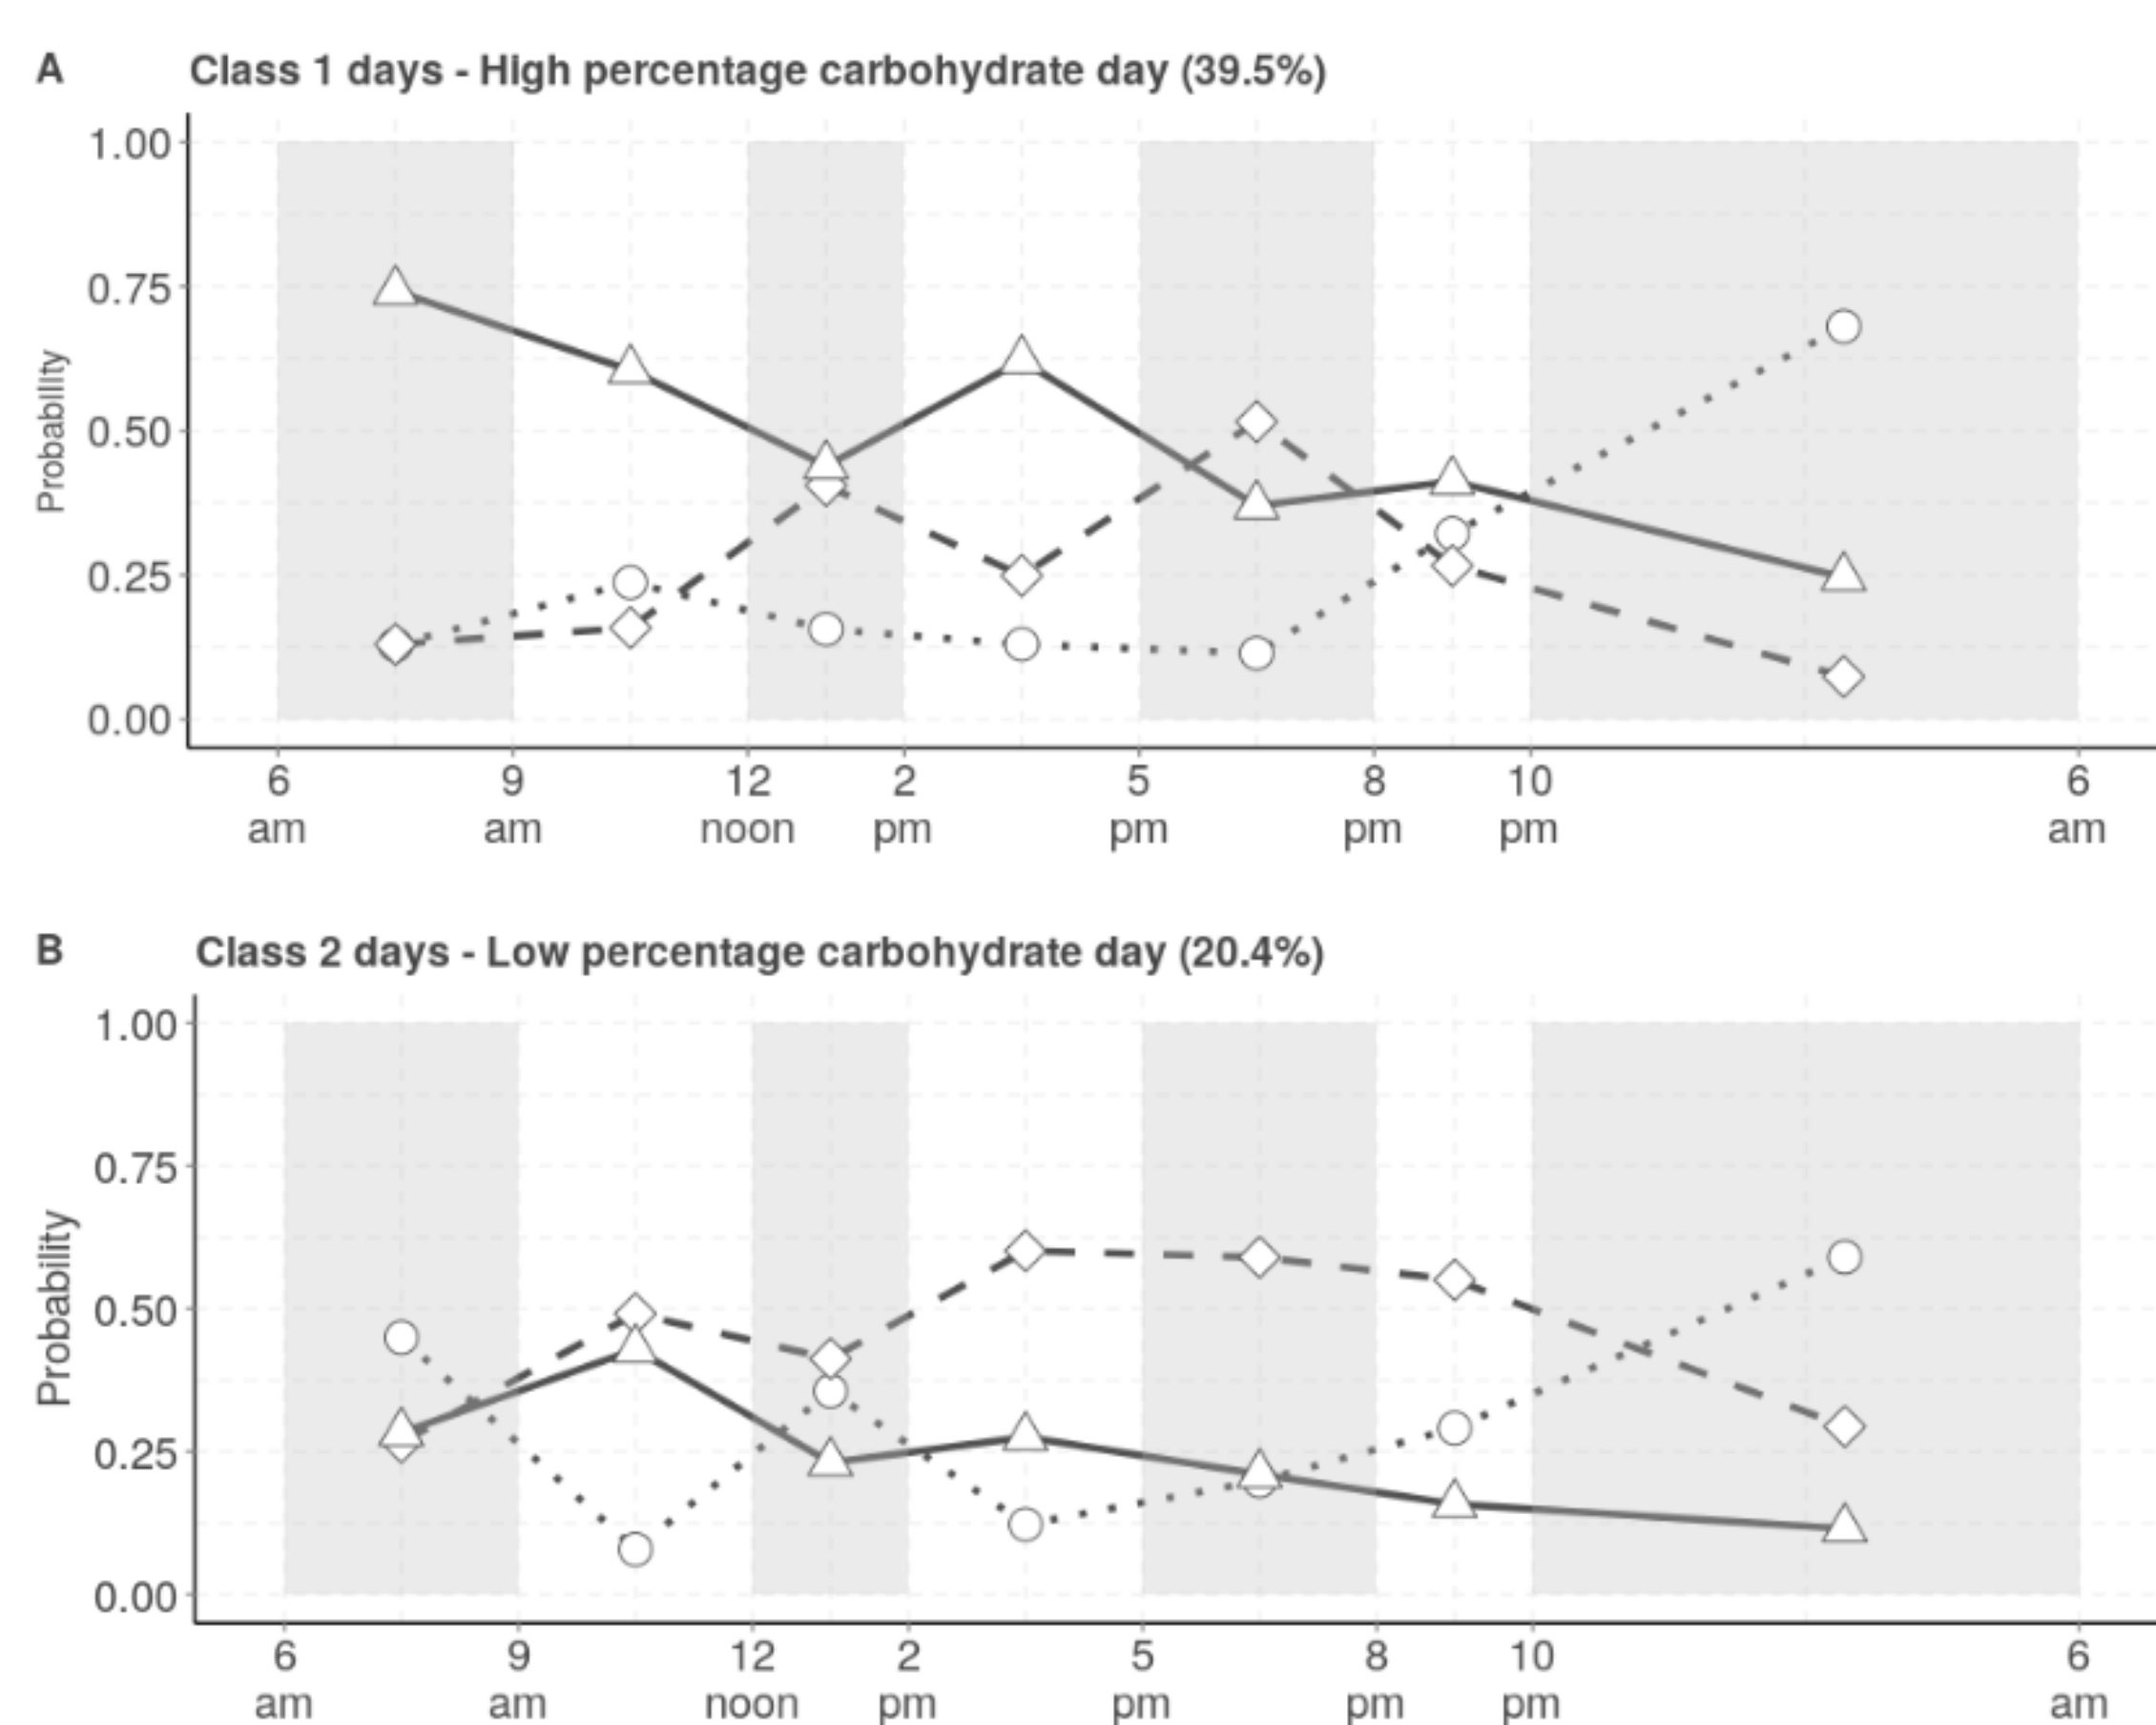 A Class 1 days - High percentage carbohydrate day (39.5%)
1.00
0.75
0.50
0.25
0.00
Probability
6 9 12 2 5 8 10 6
am am noon pm pm pm pm am
B Class 2 days - Low percentage carbohydrate day (20.4%)
1.00
0.75
0.50
0.25
0.00
Probability
6 9 12 2 5 8 10 6
am am noon pm pm pm pm am